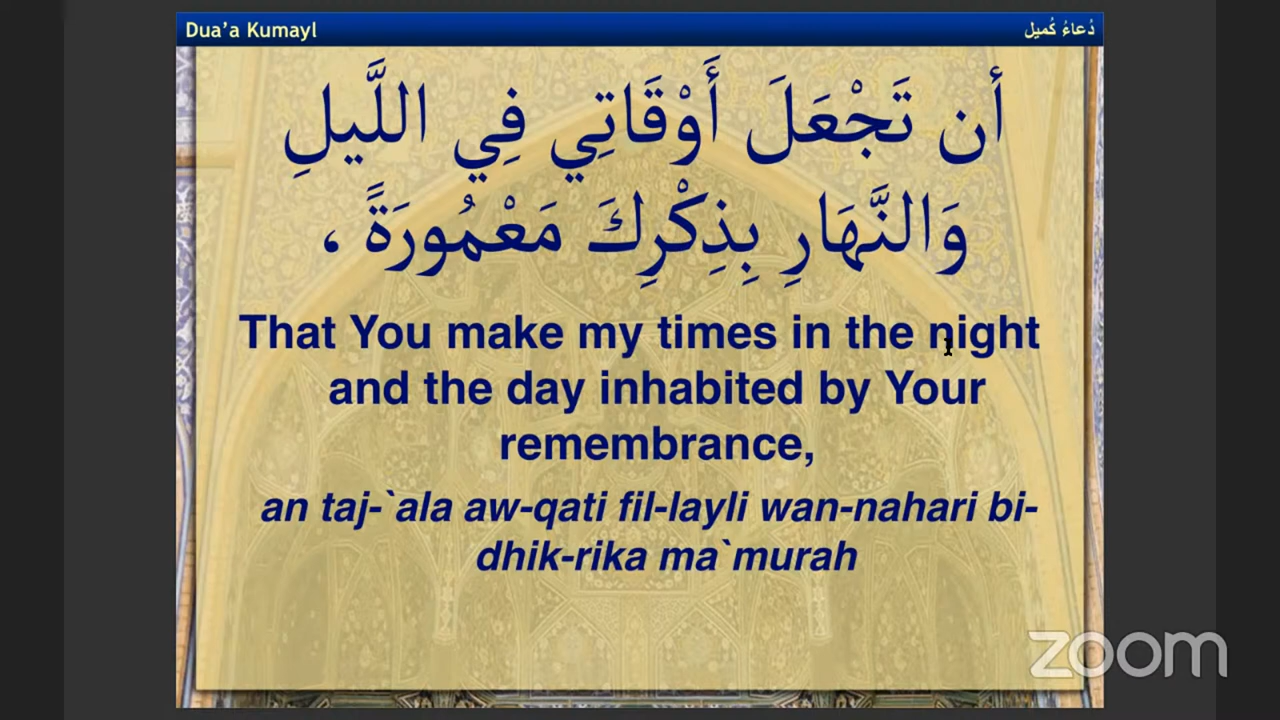 Dua’a Kumayl
دُعاءُ كُميل
أن تَجْعَلَ أَوْقَاتِي فِي اللَّيلِ
وَالنَّهَارِ بِذِكْرِكَ مَعْمُورَةً ،
That You make my times in the night
and the day inhabited by Your
remembrance,
an taj-`ala aw-qati fil-layli wan-nahari bi-
dhik-rika ma`murah
zoom